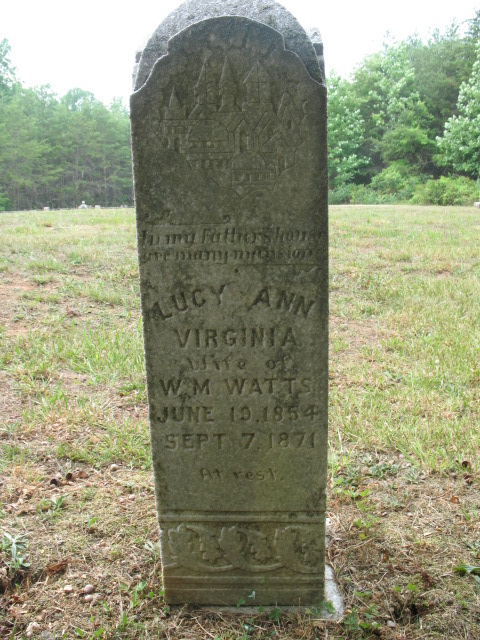 In my Fathers house
are many mansions
LUCY ANN
VIRGINIA
Wife of
W.M WATTS
JUNE 19, 1854
SEPT 7, 1871
At rest.